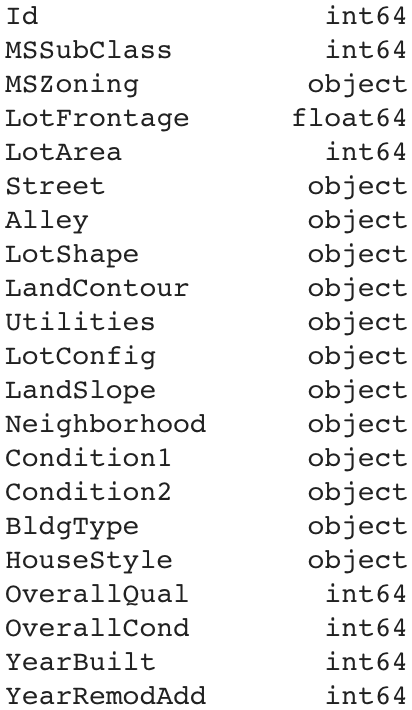 Id int64
MSSubClass int64
MSZoning object
LotFrontage float64
LotArea int64
Street object
Alley object
LotShape object
LandContour object
Utilities object
LotConfig object
LandSlope object
Neighborhood object
Condition1 object
Condition2 object
BldgType object
HouseStyle object
OverallQual int64
OverallCond int64
YearBuilt int64
YearRemodAdd int64